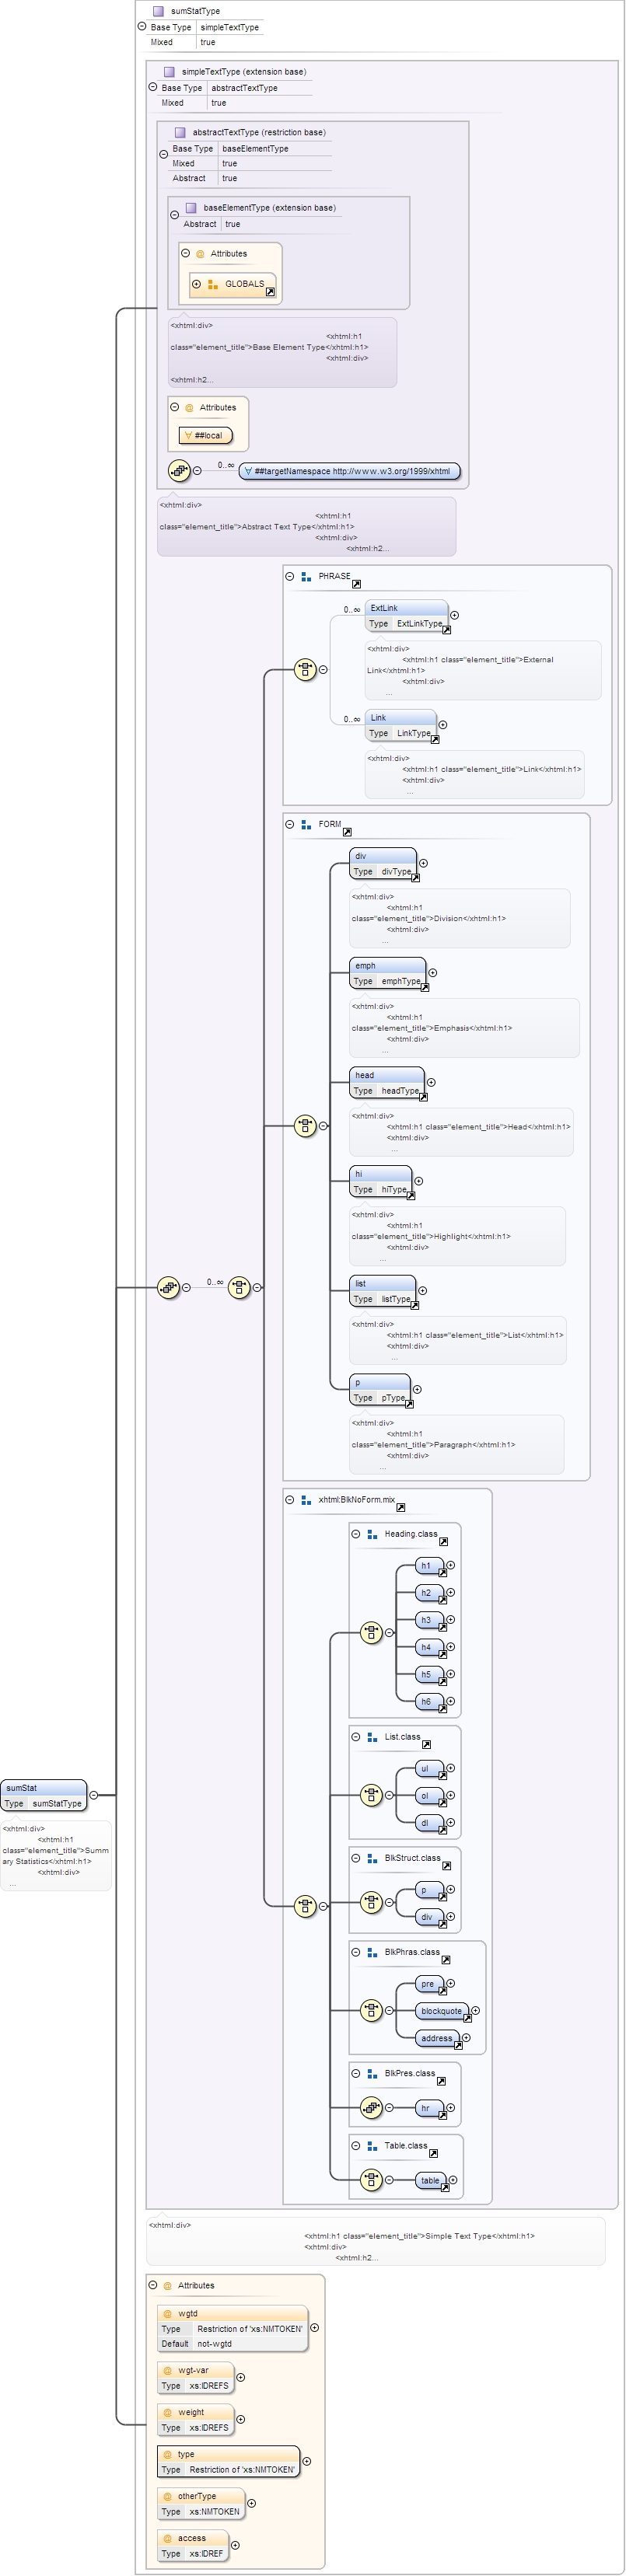 sumStatType
Base Type simpleTextType
Mixed true
simpleTextType (extension base)
Base Type abstractTextType
Mixed true
abstractTextType (restriction base)
Base Type baseElementType
Mixed true
Abstract true
baseElementType (extension base)
Abstract true
@ Attributes
GLOBALS
<xhtml:div>
<xhtml:h1
class="element_title">Base Element Type</xhtml:h1>
<xhtml:div>
<xhtml:h2...
@ Attributes
##local
0..∞ ##targetNamespace http://www.w3.org/1999/xhtml
<xhtml:div>
<xhtml:h1
class="element_title">Abstract Text Type</xhtml:h1>
<xhtml:div>
<xhtml:h2...
PHRASE
0..∞ ExtLink
Type ExtLinkType
<xhtml:div>
<xhtml:h1 class="element_title">External
Link</xhtml:h1>
<xhtml:div>
...
0..∞ Link
Type LinkType
<xhtml:div>
<xhtml:h1 class="element_title">Link</xhtml:h1>
<xhtml:div>
...
FORM
div
Type divType
<xhtml:div>
<xhtml:h1
class="element_title">Division</xhtml:h1>
<xhtml:div>
...
emph
Type emphType
<xhtml:div>
<xhtml:h1
class="element_title">Emphasis</xhtml:h1>
<xhtml:div>
...
head
Type headType
<xhtml:div>
<xhtml:h1 class="element_title">Head</xhtml:h1>
<xhtml:div>
...
hi
Type hiType
<xhtml:div>
<xhtml:h1
class="element_title">Highlight</xhtml:h1>
<xhtml:div>
...
0..∞
list
Type listType
<xhtml:div>
<xhtml:h1 class="element_title">List</xhtml:h1>
<xhtml:div>
...
p
Type pType
<xhtml:div>
<xhtml:h1
class="element_title">Paragraph</xhtml:h1>
<xhtml:div>
...
xhtml:BlkNoForm.mix
Heading.class
h1
h2
h3
h4
h5
h6
List.class
ul
ol
dl
sumStat
Type sumStatType
<xhtml:div>
<xhtml:h1
class="element_title">Summ
ary Statistics</xhtml:h1>
<xhtml:div>
...
BlkStruct.class
p
div
BlkPhras.class
pre
blockquote
address
BlkPres.class
hr
Table.class
table
<xhtml:div>
<xhtml:h1 class="element_title">Simple Text Type</xhtml:h1>
<xhtml:div>
<xhtml:h2...
@ Attributes
@ wgtd
Type Restriction of 'xs:NMTOKEN'
Default not-wgtd
@ wgt-var
Type xs:IDREFS
@ weight
Type xs:IDREFS
@ type
Type Restriction of 'xs:NMTOKEN'
@ otherType
Type xs:NMTOKEN
@ access
Type xs:IDREF